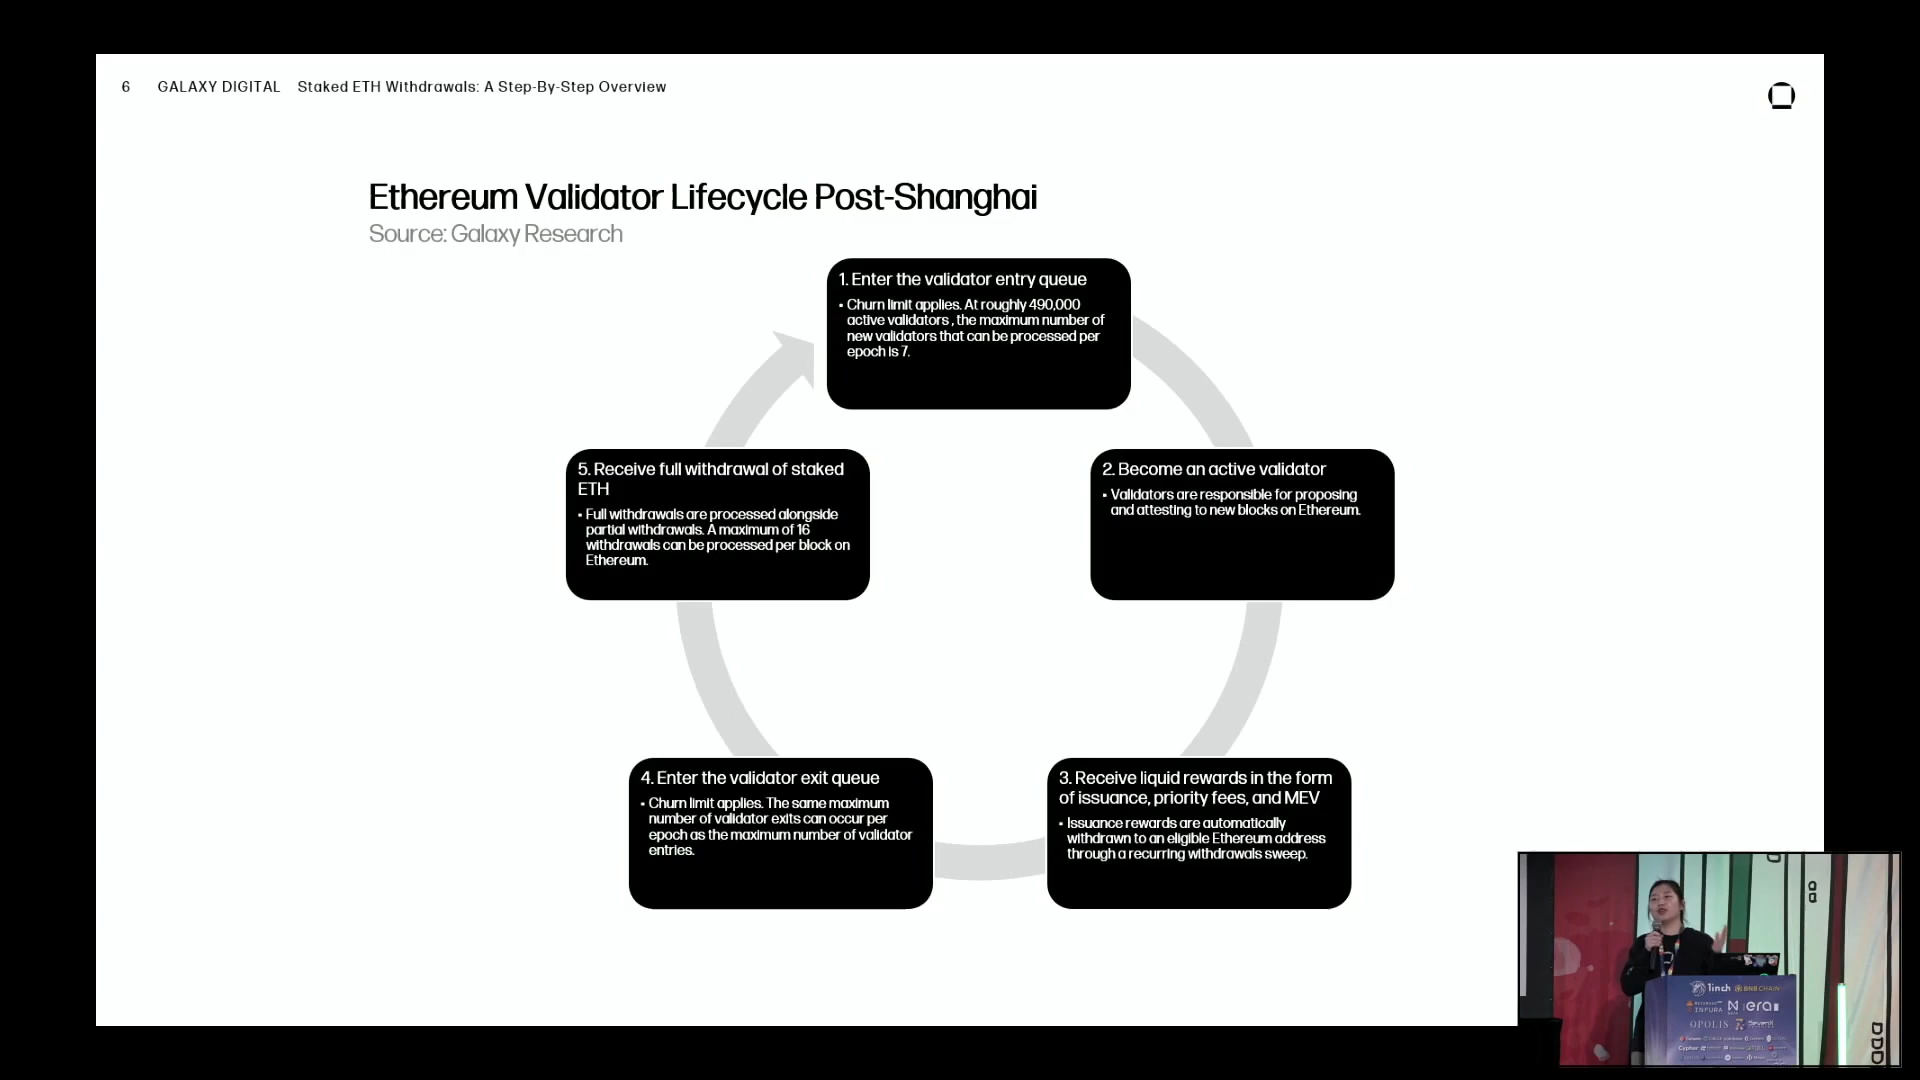 6 GALAXY DIGITAL Staked ETH Withdrawals: A Step-By-Step Overview
Ethereum Validator Lifecycle Post-Shanghai
Source: Galaxy Research
1. Enter the validator entry queue
• Churn limit applies. At roughly 490,000
active validators , the maximum number of
new validators that can be processed per
epoch is 7.
2. Become an active validator
• Validators are responsible for proposing
and attesting to new blocks on Ethereum.
3. Receive liquid rewards in the form
of issuance, priority fees, and MEV
• Issuance rewards are automatically
withdrawn to an eligible Ethereum address
through a recurring withdrawals sweep.
4. Enter the validator exit queue
• Churn limit applies. The same maximum
number of validator exits can occur per
epoch as the maximum number of validator
entries.
5. Receive full withdrawal of staked
ETH
• Full withdrawals are processed alongside
partial withdrawals. A maximum of 16
withdrawals can be processed per block on
Ethereum.
1inch BNB CHAIN
INFURA
OPOLIS